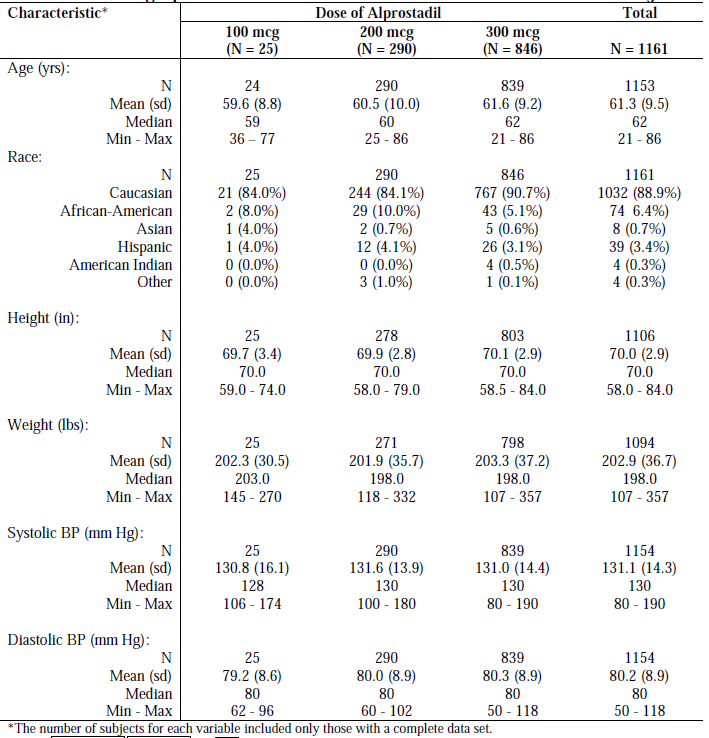 Characteristic* Dose of Alprostadil Total
100 mcg 200 mcg 300 mcg
(N = 25) (N = 290) (N = 846) N = 1161
Age (yrs):
N 24 290 839 1153
Mean (sd) 59.6 (8.8) 60.5 (10.0) 61.6 (9.2) 61.3 (9.5)
Median 59 60 62 62
Min - Max 36 – 77 25 - 86 21 - 86 21 - 86
Race:
N 25 290 846 1161
Caucasian 21 (84.0%) 244 (84.1%) 767 (90.7%) 1032 (88.9%)
African-American 2 (8.0%) 29 (10.0%) 43 (5.1%) 74 6.4%)
Asian 1 (4.0%) 2 (0.7%) 5 (0.6%) 8 (0.7%)
Hispanic 1 (4.0%) 12 (4.1%) 26 (3.1%) 39 (3.4%)
American Indian 0 (0.0%) 0 (0.0%) 4 (0.5%) 4 (0.3%)
Other 0 (0.0%) 3 (1.0%) 1 (0.1%) 4 (0.3%)
Height (in):
N 25 278 803 1106
Mean (sd) 69.7 (3.4) 69.9 (2.8) 70.1 (2.9) 70.0 (2.9)
Median 70.0 70.0 70.0 70.0
Min - Max 59.0 - 74.0 58.0 - 79.0 58.5 - 84.0 58.0 - 84.0
Weight (lbs):
N 25 271 798 1094
Mean (sd) 202.3 (30.5) 201.9 (35.7) 203.3 (37.2) 202.9 (36.7)
Median 203.0 198.0 198.0 198.0
Min - Max 145 - 270 118 - 332 107 - 357 107 - 357
Systolic BP (mm Hg):
N 25 290 839 1154
Mean (sd) 130.8 (16.1) 131.6 (13.9) 131.0 (14.4) 131.1 (14.3)
Median 128 130 130 130
Min - Max 106 - 174 100 - 180 80 - 190 80 - 190
Diastolic BP (mm Hg):
N 25 290 839 1154
Mean (sd) 79.2 (8.6) 80.0 (8.9) 80.3 (8.9) 80.2 (8.9)
Median 80 80 80 80
Min - Max 62 - 96 60 - 102 50 - 118 50 - 118
*The number of subjects for each variable included only those with a complete data set.